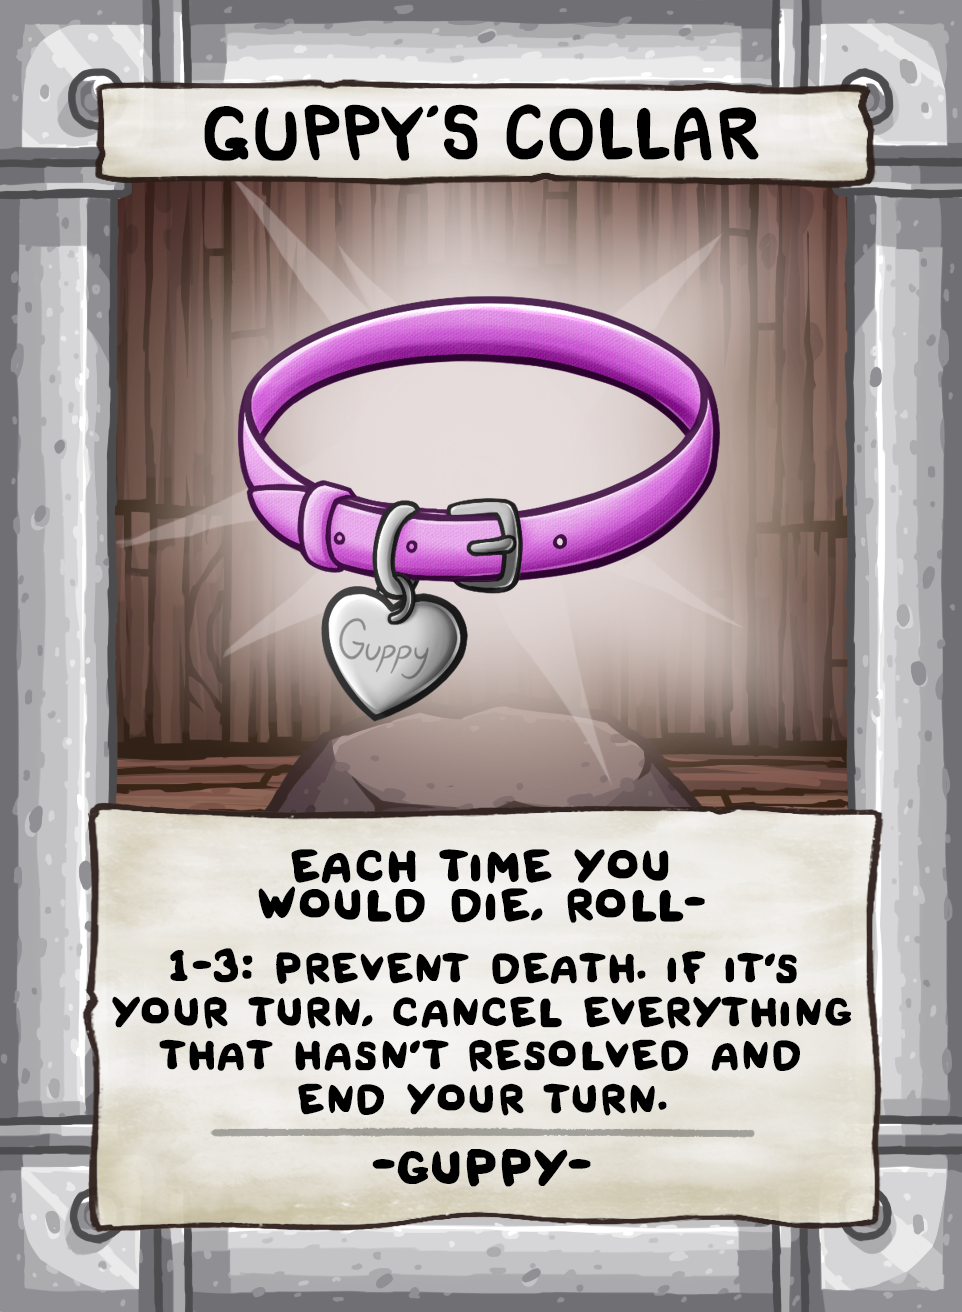 GUPPY'S COLLAR
Guppy
EACH TIME YOU
WOULD DIE, ROLL-
1-3: PREVENT DEATH. IF IT'S
YOUR TURN, CANCEL EVERYTHING
THAT HASN'T RESOLVED AND
END YOUR TURN.
-GUPPY-